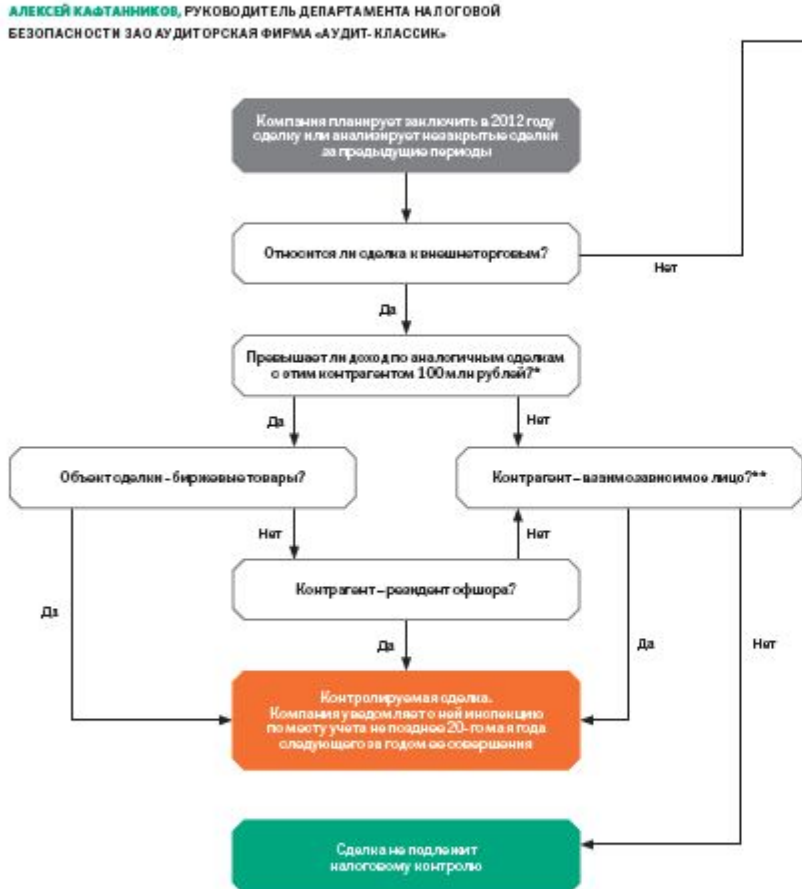 АЛЕКСЕЙ КАФТАННИКОВ, РУКОВОДИТЕЛЬ ДЕПАРТАМЕНТА НАЛОГОВОЙ
БЕЗОПАСНОСТИ ЗАО АУДИТОРСКАЯ ФИРМА «АУДИТ-КЛАССИК»
Компания планирует заключить в 2012 году
сделку или анализирует незакрытые сделки
за предыдущие периоды
Относится ли сделка к внешнеторговым?
Нет
Да
Превышает ли доход по аналогичным сделкам
с этим контрагентом 100 млн рублей?*
Да
Нет
Объект сделки - биржевые товары?
Контрагент – взаимозависимое лицо?**
Нет
Нет
Контрагент – резидент офшора?
Да
Да
Да
Нет
Контролируемая сделка.
Компания уведомляет о ней инспекцию
по месту учета не позднее 20-го мая года
следующего за годом ее совершения
Сделка не подлежит
налоговому контролю